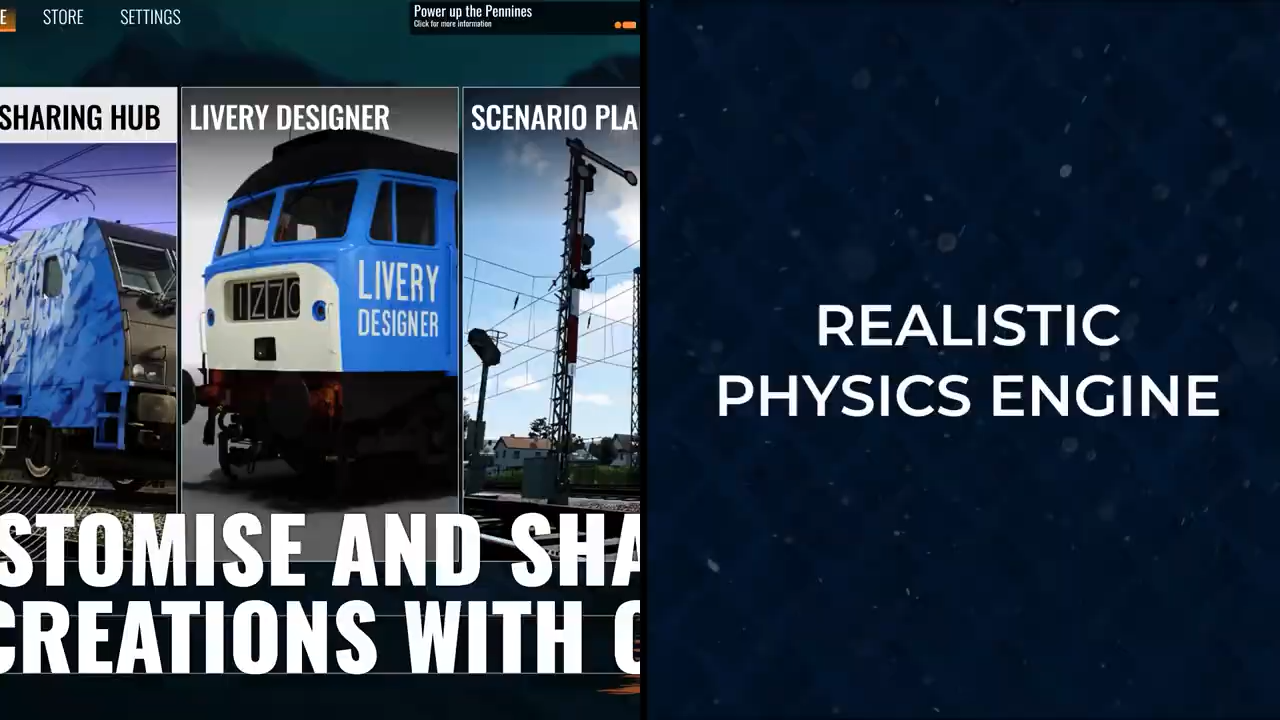 E
STORE
SETTINGS
Power up the Pennines
Click for more information
SHARING HUB
LIVERY DESIGNER
SCENARIO PLA
LIVERY
DESIGNER
1Z70
STOMISE AND SHA
CREATIONS WITH
REALISTIC
PHYSICS ENGINE